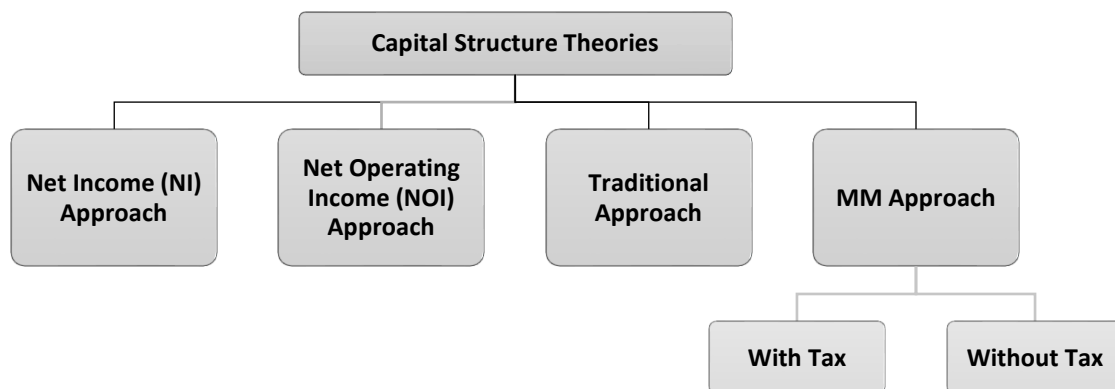 Capital Structure Theories
Net Income (NI)
Approach
Net Operating
Income (NOI)
Approach
Traditional
Approach
MM Approach
With Tax
Without Tax